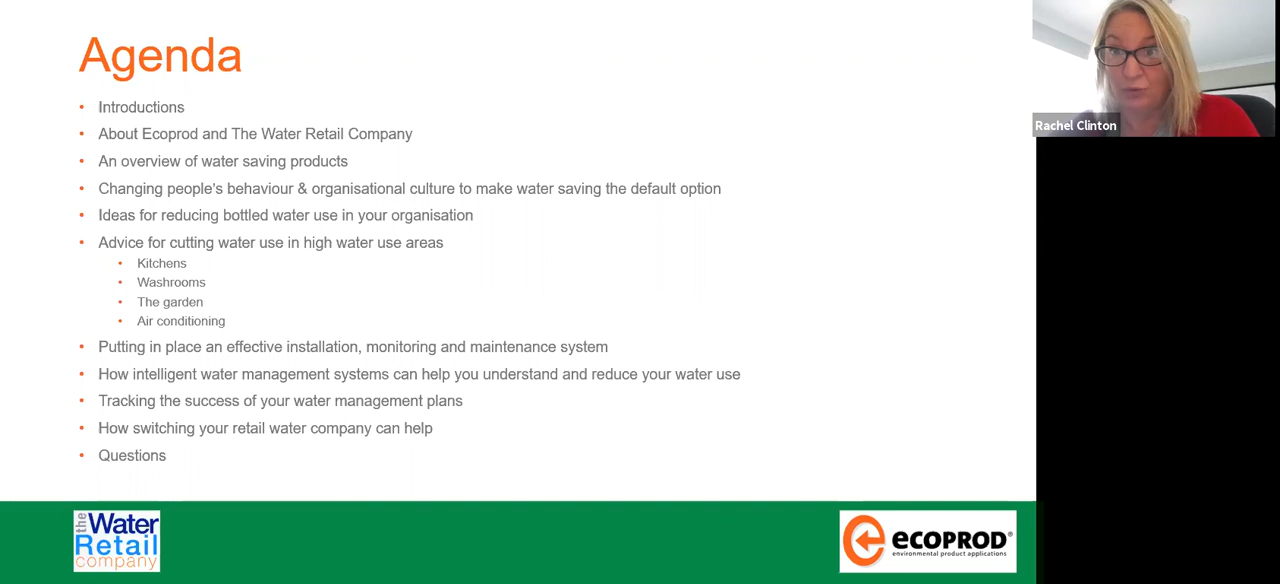 Agenda
• Introductions
• About Ecoprod and The Water Retail Company
• An overview of water saving products
• Changing people's behaviour & organisational culture to make water saving the default option
• Ideas for reducing bottled water use in your organisation
• Advice for cutting water use in high water use areas
• Kitchens
• Washrooms
• The garden
• Air conditioning
• Putting in place an effective installation, monitoring and maintenance system
• How intelligent water management systems can help you understand and reduce your water use
• Tracking the success of your water management plans
• How switching your retail water company can help
• Questions
Rachel Clinton
the Water
Retail
company
ECOPROD®
environmental product applications